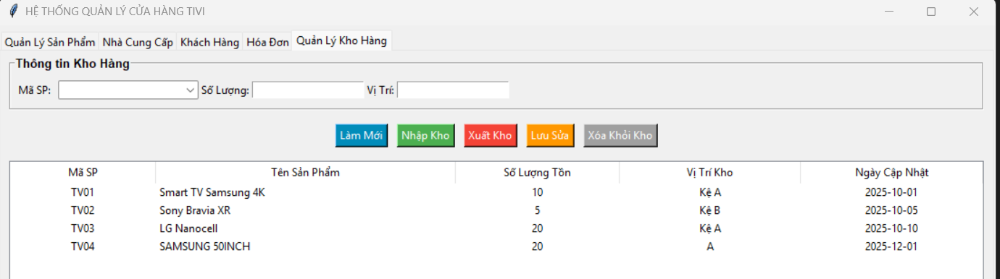 HỆ THỐNG QUẢN LÝ CỬA HÀNG TIVI
Quản Lý Sản Phẩm Nhà Cung Cấp Khách Hàng Hóa Đơn Quản Lý Kho Hàng
Thông tin Kho Hàng
Mã SP: Số Lượng: Vị Trí:
Làm Mới Nhập Kho Xuất Kho Lưu Sửa Xóa Khỏi Kho
Mã SP Tên Sản Phẩm Số Lượng Tồn Vị Trí Kho Ngày Cập Nhật
TV01 Smart TV Samsung 4K 10 Kệ A 2025-10-01
TV02 Sony Bravia XR 5 Kệ B 2025-10-05
TV03 LG Nanocell 20 Kệ A 2025-10-10
TV04 SAMSUNG 50INCH 20 A 2025-12-01